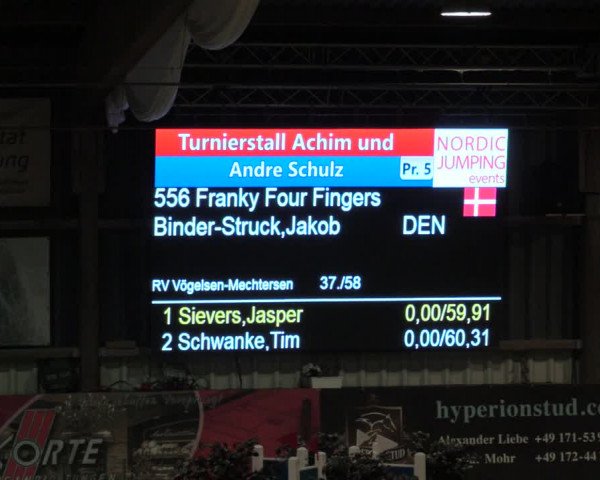 Turnierstall Achim und
Andre Schulz
Pr. 5
NORDIC
JUMPING
events
556 Franky Four Fingers
Binder-Struck,Jakob DEN
RV Vögelsen-Mechtersen 37./58
1 Sievers,Jasper 0,00/59,91
2 Schwanke,Tim 0,00/60,31
hyperionstud.c
Alexander Liebe +49 171-53
Mohr +49 172-44
ORTE